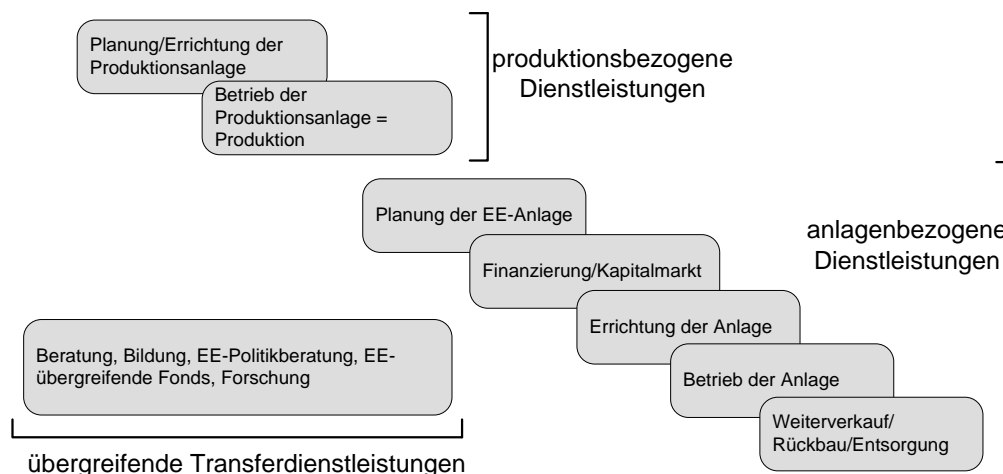 Planung/Errichtung der
Produktionsanlage
Betrieb der
Produktionsanlage =
Produktion
produktionsbezogene
Dienstleistungen
Planung der EE-Anlage
Finanzierung/Kapitalmarkt
Errichtung der Anlage
Betrieb der Anlage
Weiterverkauf/
Rückbau/Entsorgung
anlagenbezogene
Dienstleistungen
Beratung, Bildung, EE-Politikberatung, EE-
übergreifende Fonds, Forschung
übergreifende Transferdienstleistungen